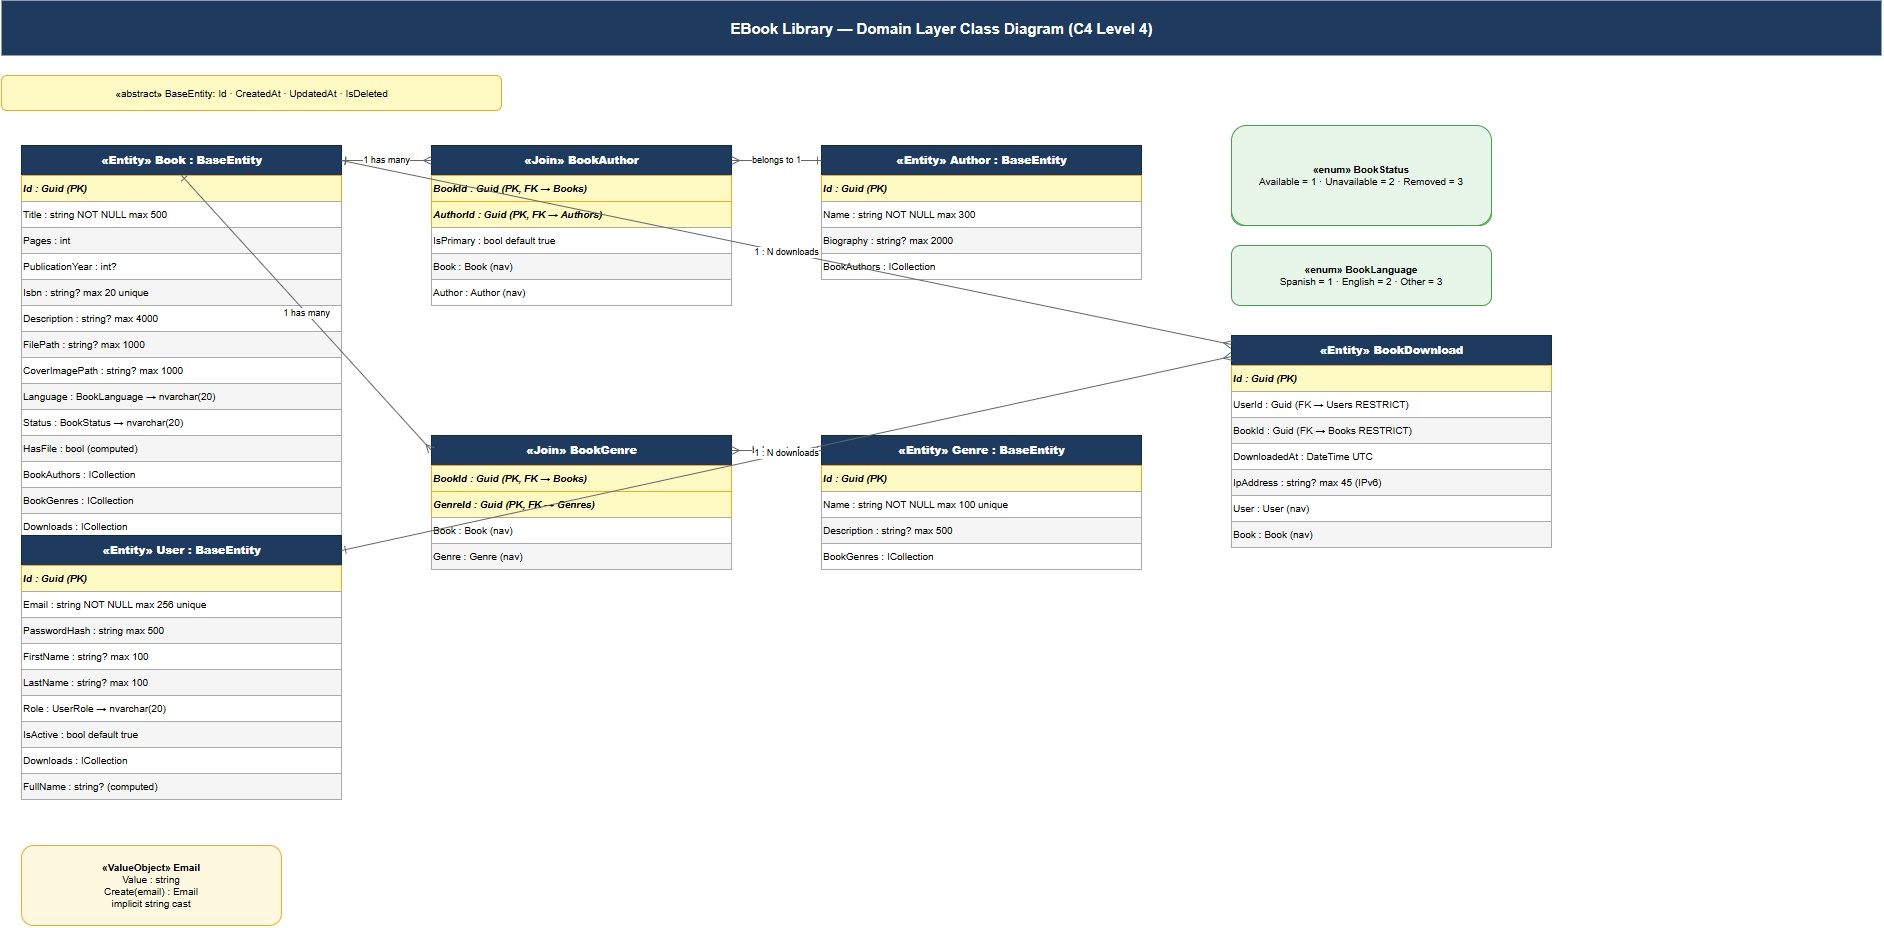 EBook Library — Domain Layer Class Diagram (C4 Level 4)
«abstract» BaseEntity: Id · CreatedAt · UpdatedAt · IsDeleted
«Entity» Book : BaseEntity
Id : Guid (PK)
Title : string NOT NULL max 500
Pages : int
PublicationYear : int?
Isbn : string? max 20 unique
Description : string? max 4000
FilePath : string? max 1000
CoverImagePath : string? max 1000
Language : BookLanguage → nvarchar(20)
Status : BookStatus → nvarchar(20)
HasFile : bool (computed)
BookAuthors : ICollection
BookGenres : ICollection
Downloads : ICollection
1 has many
1 has many
«Join» BookAuthor
BookId : Guid (PK, FK → Books)
AuthorId : Guid (PK, FK → Authors)
IsPrimary : bool default true
Book : Book (nav)
Author : Author (nav)
belongs to 1
1 : N downloads
«Entity» Author : BaseEntity
Id : Guid (PK)
Name : string NOT NULL max 300
Biography : string? max 2000
BookAuthors : ICollection
«enum» BookStatus
Available = 1 · Unavailable = 2 · Removed = 3
«enum» BookLanguage
Spanish = 1 · English = 2 · Other = 3
«Entity» BookDownload
Id : Guid (PK)
UserId : Guid (FK → Users RESTRICT)
BookId : Guid (FK → Books RESTRICT)
DownloadedAt : DateTime UTC
IpAddress : string? max 45 (IPv6)
User : User (nav)
Book : Book (nav)
«Join» BookGenre
BookId : Guid (PK, FK → Books)
GenreId : Guid (PK, FK → Genres)
Book : Book (nav)
Genre : Genre (nav)
1 : N downloads
«Entity» Genre : BaseEntity
Id : Guid (PK)
Name : string NOT NULL max 100 unique
Description : string? max 500
BookGenres : ICollection
«Entity» User : BaseEntity
Id : Guid (PK)
Email : string NOT NULL max 256 unique
PasswordHash : string max 500
FirstName : string? max 100
LastName : string? max 100
Role : UserRole → nvarchar(20)
IsActive : bool default true
Downloads : ICollection
FullName : string? (computed)
«ValueObject» Email
Value : string
Create(email) : Email
implicit string cast